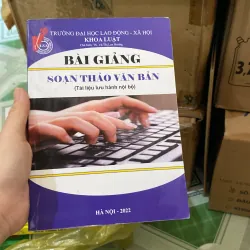 TRƯỜNG ĐẠI HỌC LAO ĐỘNG - XÃ HỘI
KHOA LUẬT
BÀI GIẢNG
SOẠN THẢO VĂN BẢN
(Tài liệu lưu hành nội bộ)
HÀ NỘI - 2022